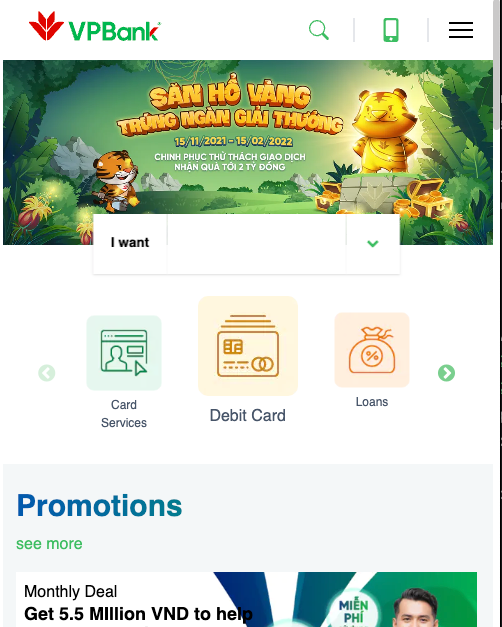 VPBank
SĂN HỔ VÀNG
TRÚNG NGÀN GIẢI THƯỞNG
15/11/2021 - 15/02/2022
CHINH PHỤC THỬ THÁCH GIAO DỊCH
NHẬN QUÀ TỚI 2 TỶ ĐỒNG
I want
Card
Services
Debit Card
Loans
Promotions
see more
Monthly Deal
Get 5.5 MIllion VND to help
MIỄN
PHÍ